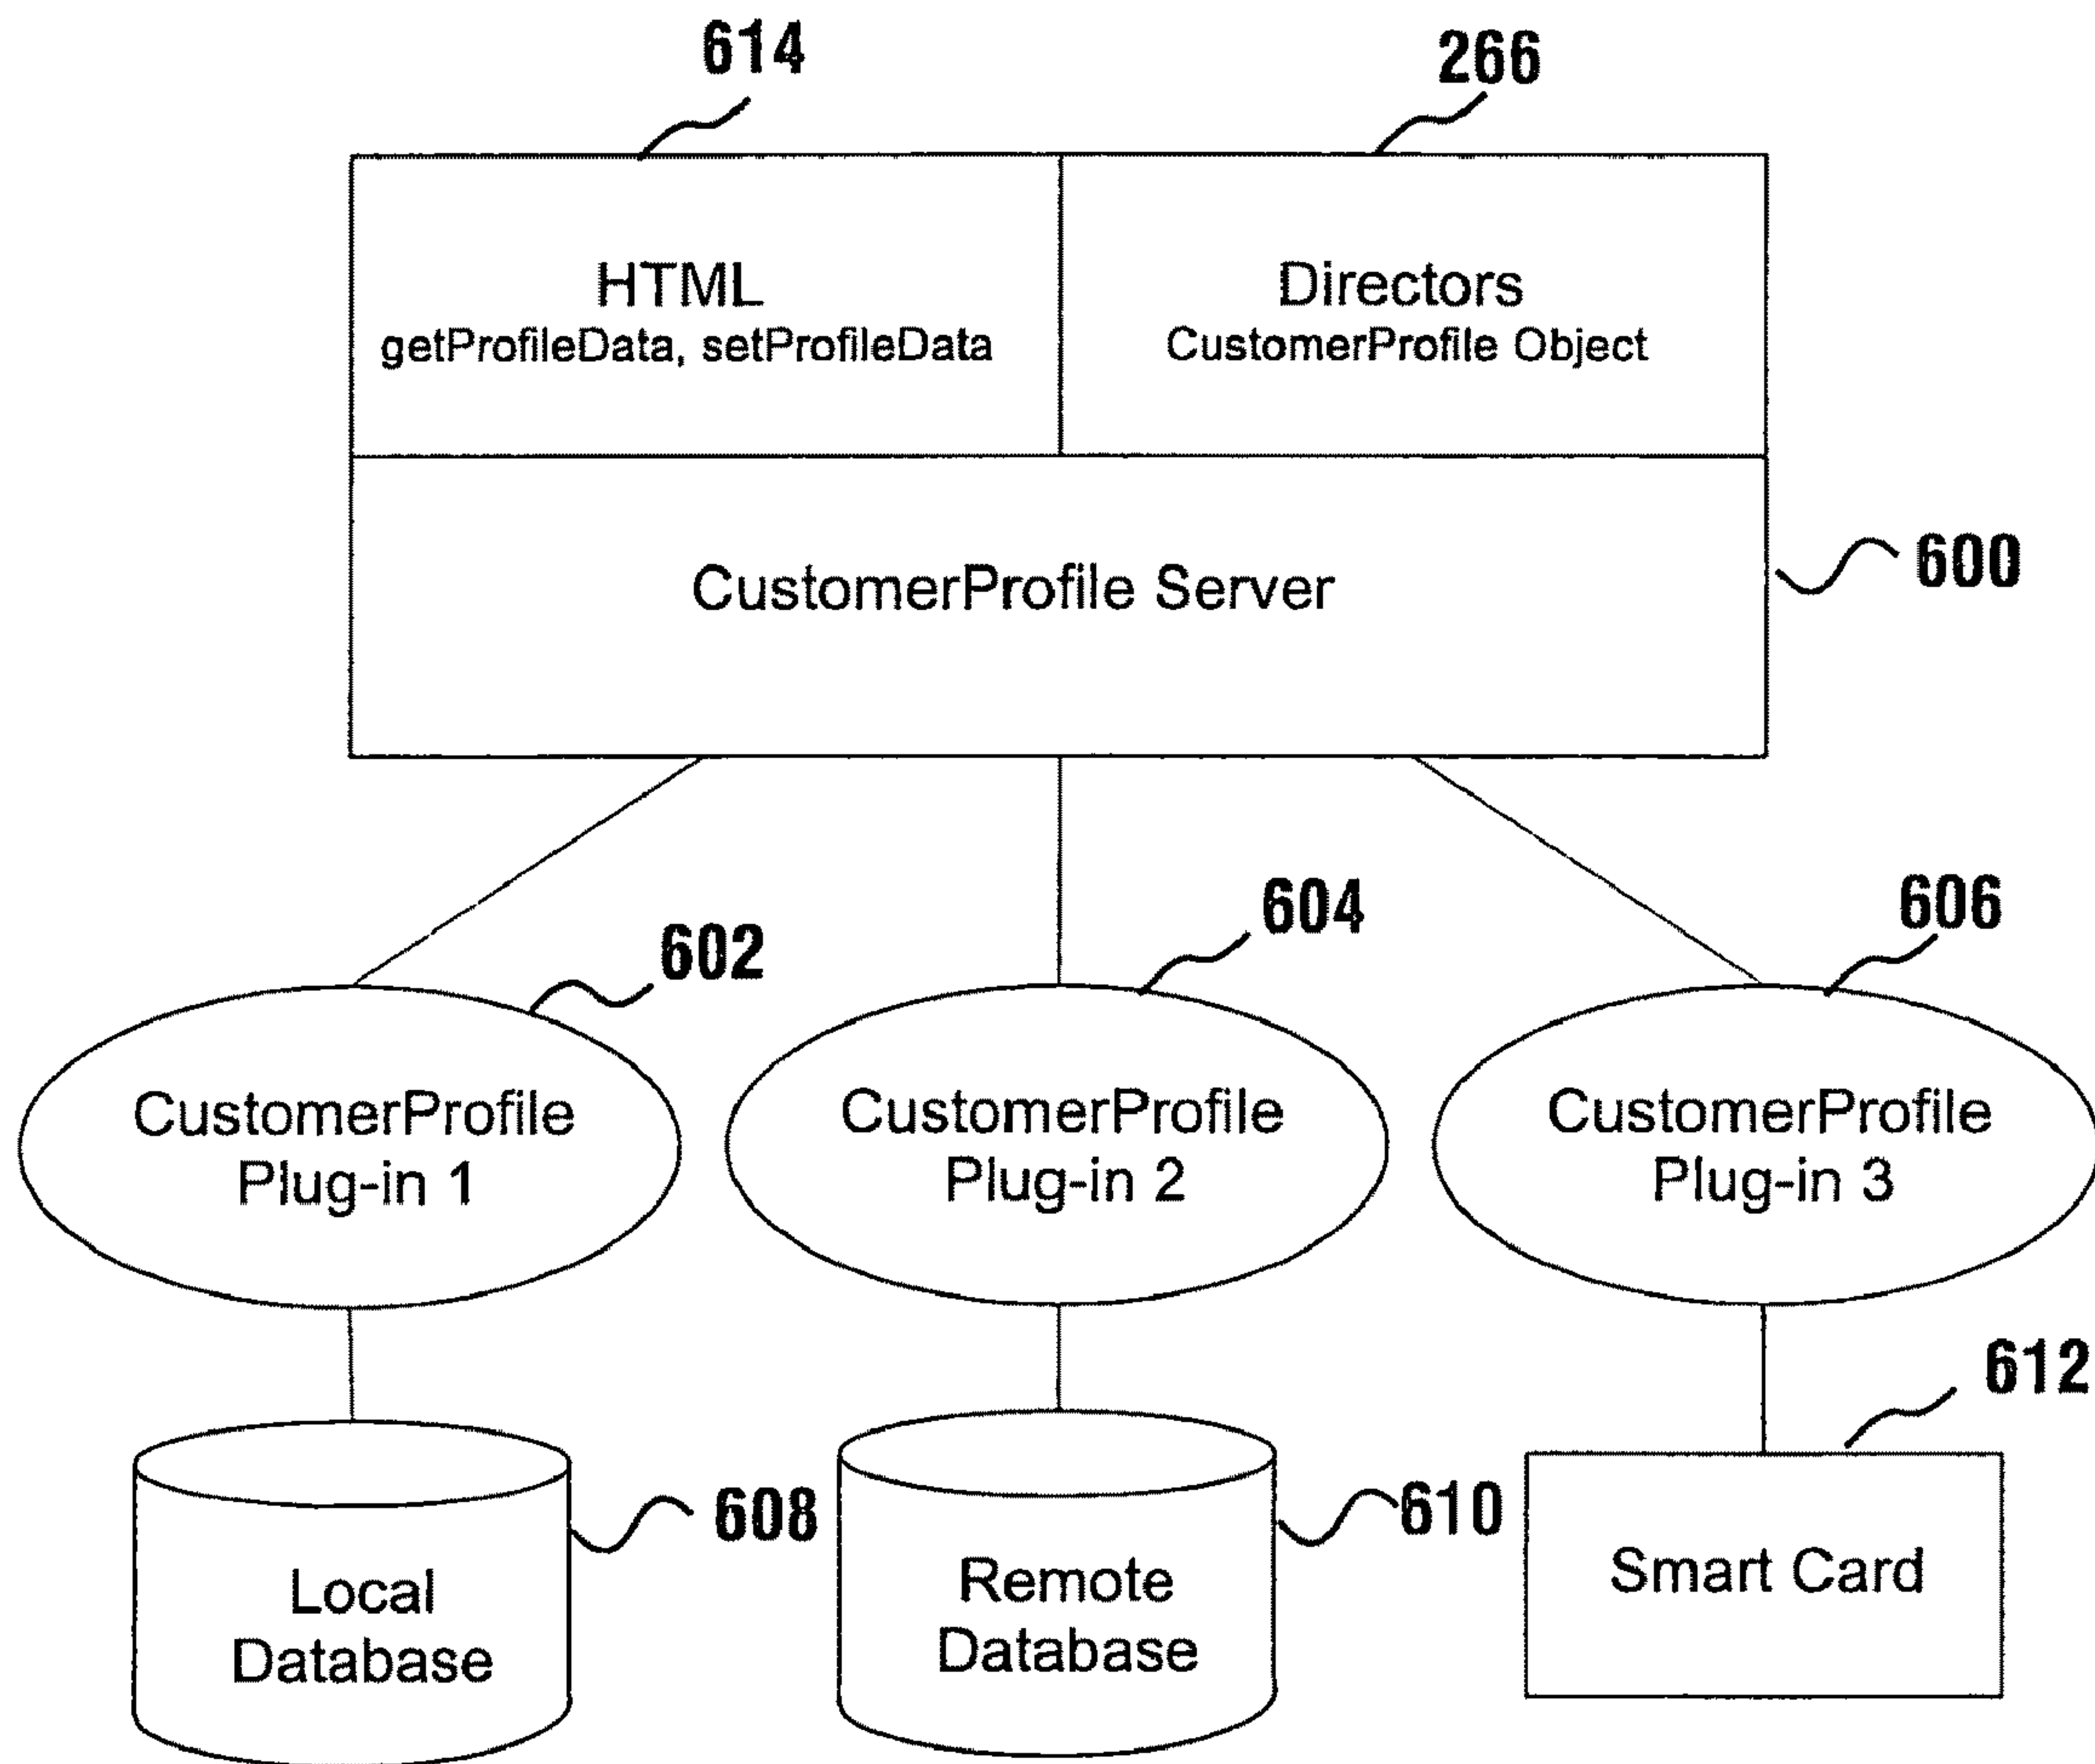 614
266
HTML
getProfileData, setProfileData
Directors
CustomerProfile Object
CustomerProfile Server
600
602
604
606
CustomerProfile
Plug-in 1
CustomerProfile
Plug-in 2
CustomerProfile
Plug-in 3
612
608
610
Local
Database
Remote
Database
Smart Card